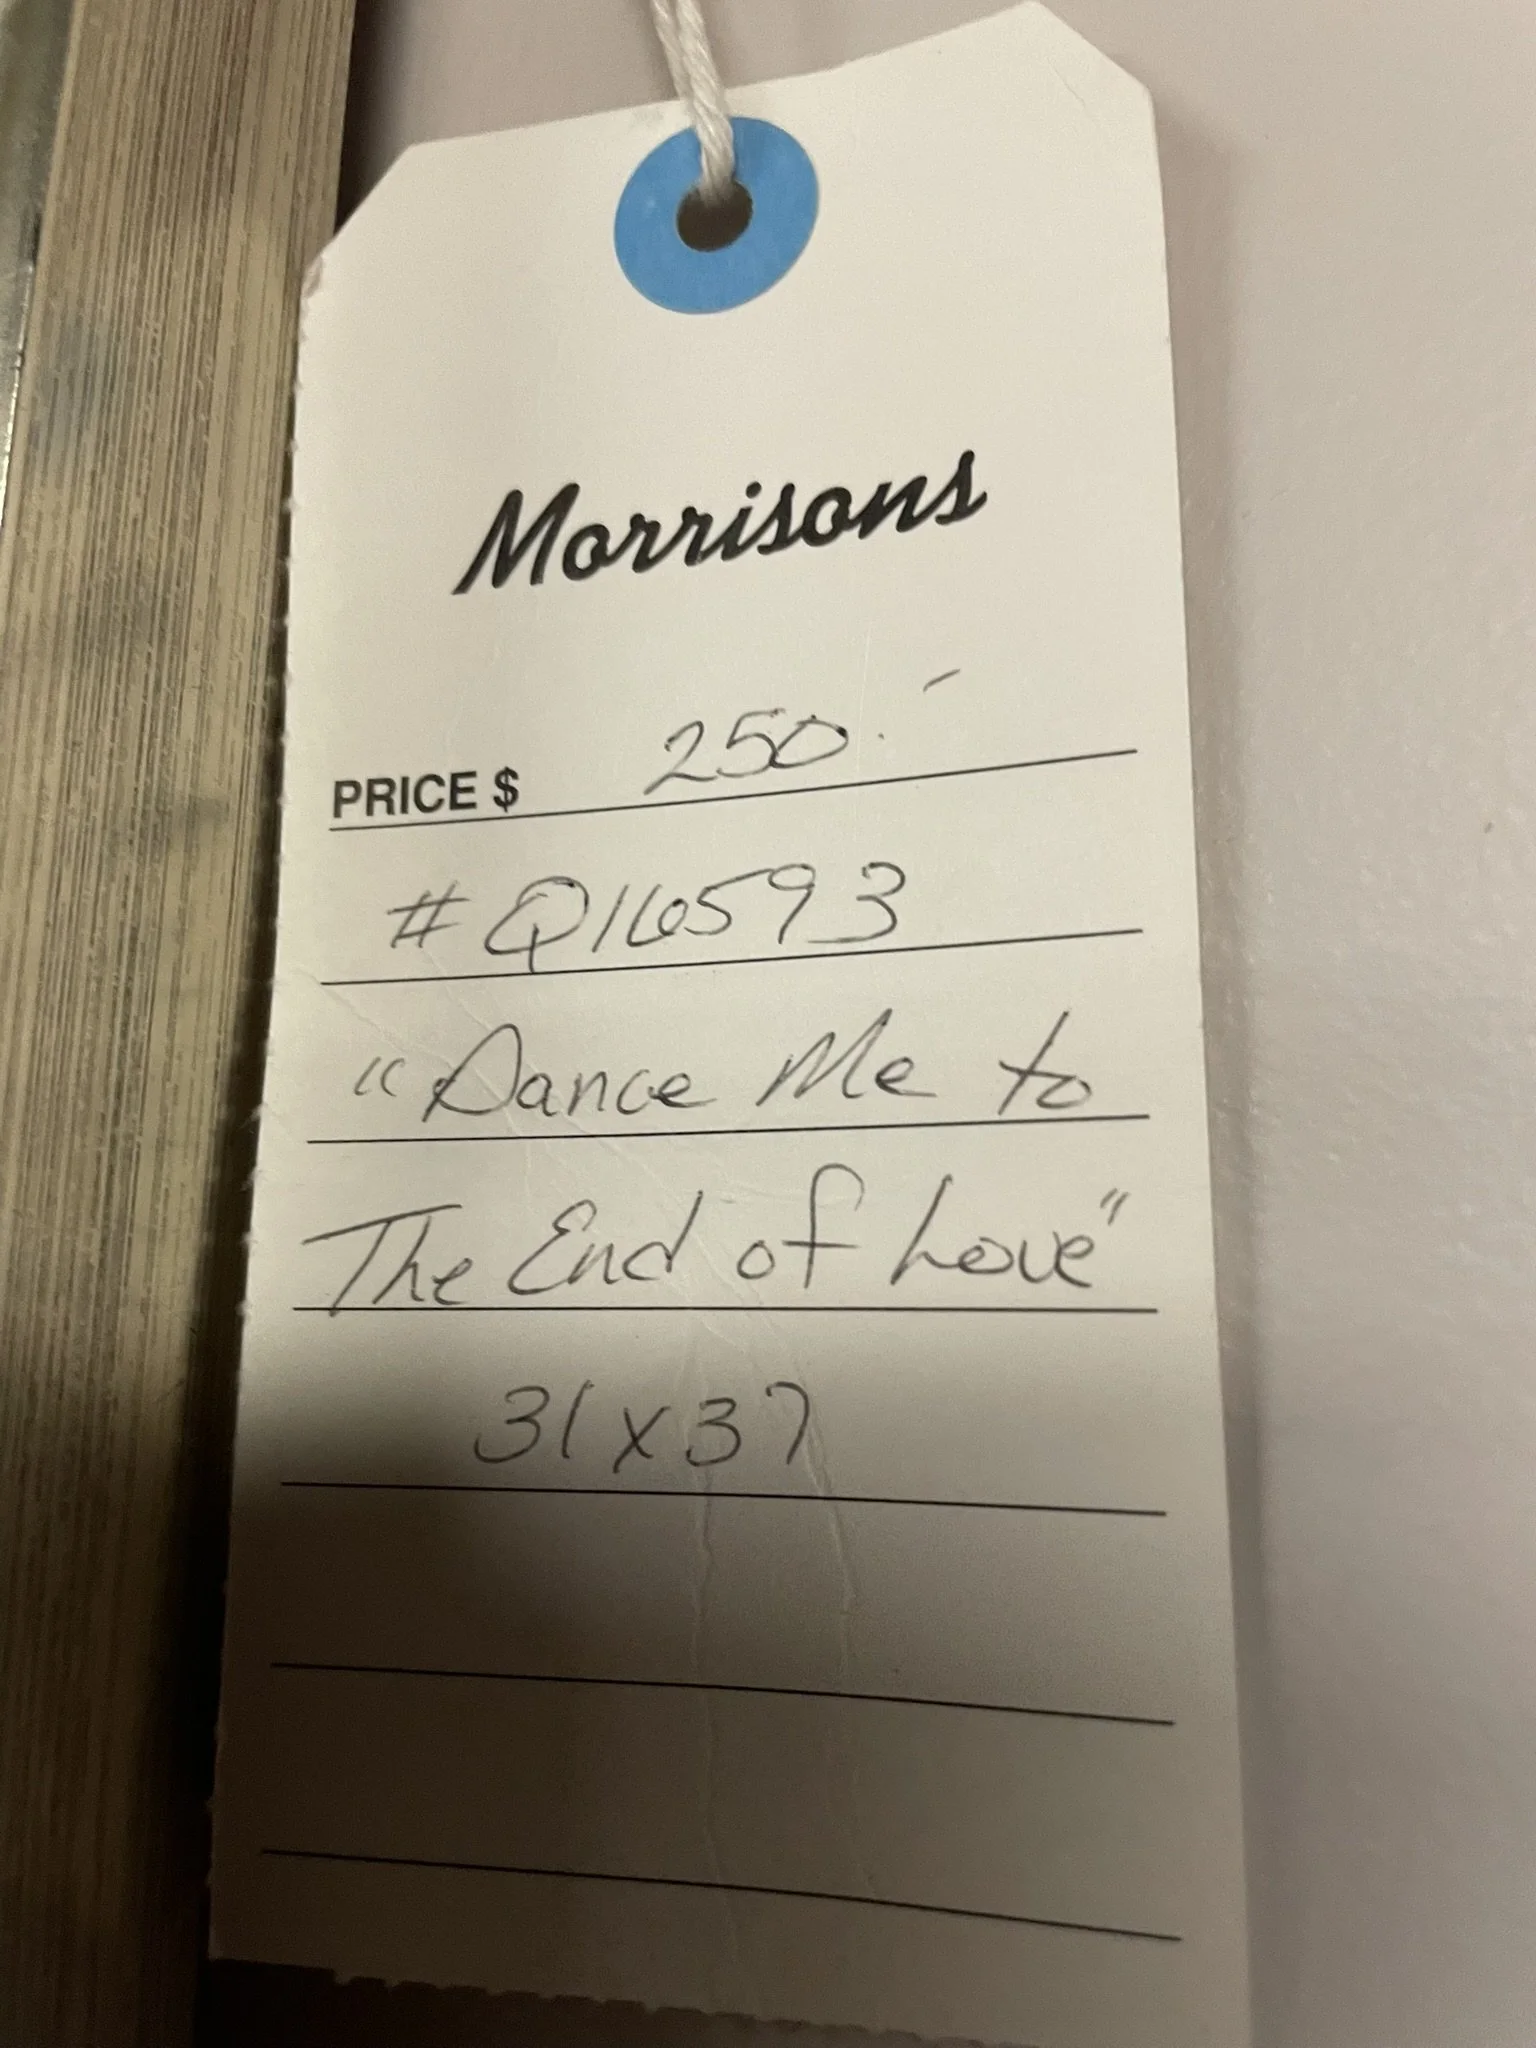 Morrisons
PRICE $ 250.-
#Q16593
"Dance Me to
The End of Love"
31x37